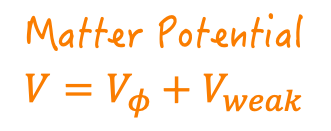 Matter Potential
V = V_ϕ + V_weak